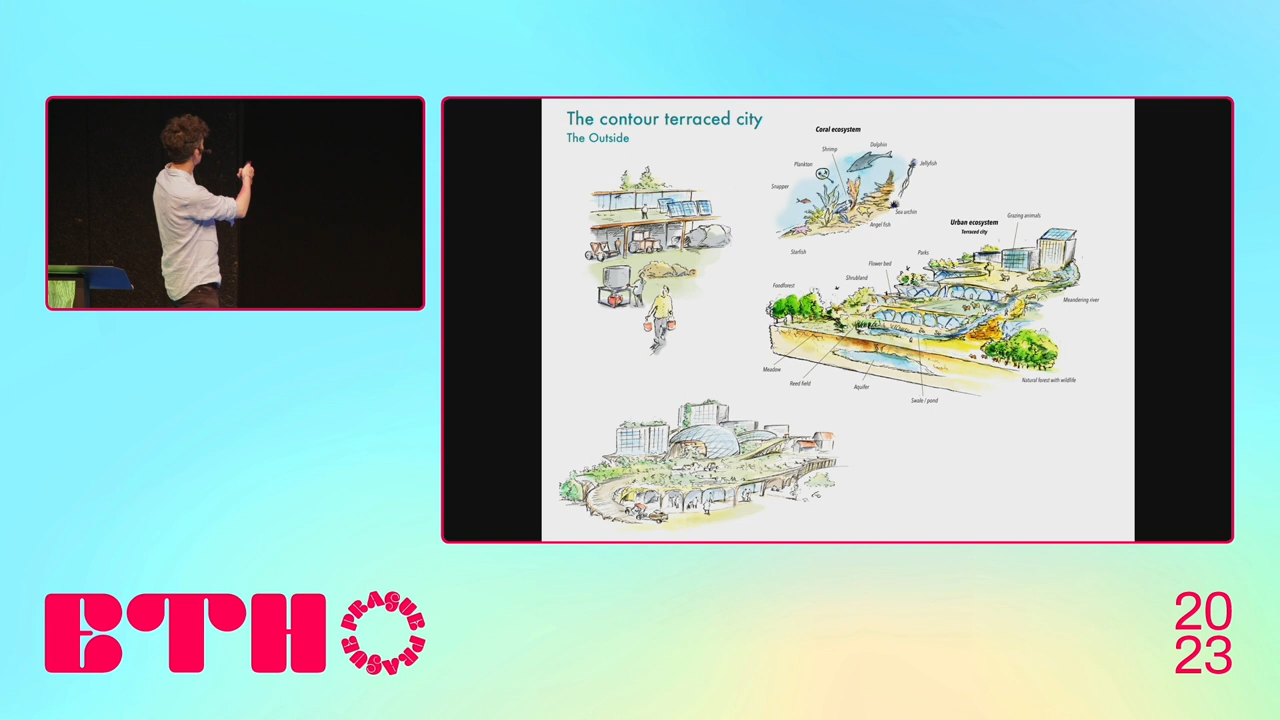 The contour terraced city
The Outside
Coral ecosystem
Dolphin
Shrimp
Jellyfish
Plankton
Snapper
Sea urchin
Angel fish
Starfish
Urban ecosystem
Terraced city
Grazing animals
Parks
Flower bed
Shrubland
Foodforest
Meandering river
Meadow
Reed field
Aquifer
Natural forest with wildlife
Swale / pond
ETH
PRAGUE PRAGUE
20
23